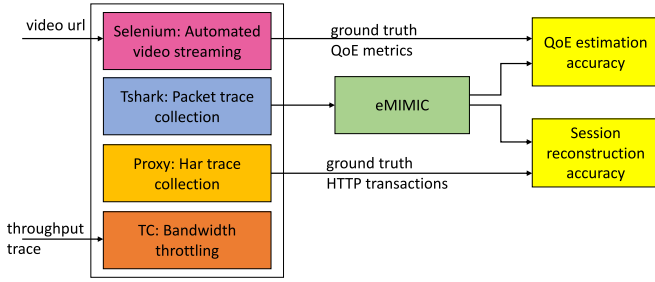 video url
Selenium: Automated
video streaming
ground truth
QoE metrics
QoE estimation
accuracy
Tshark: Packet trace
collection
eMIMIC
Session
reconstruction
accuracy
Proxy: Har trace
collection
ground truth
HTTP transactions
throughput
trace
TC: Bandwidth
throttling